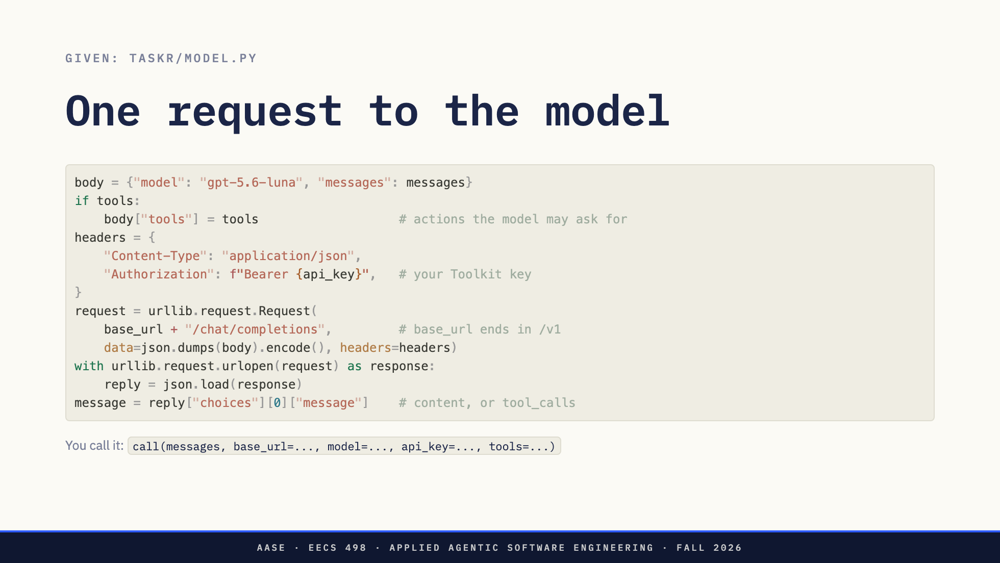 GIVEN: TASKR/MODEL.PY
One request to the model
body = {"model": "gpt-5.6-luna", "messages": messages}
if tools:
    body["tools"] = tools                   # actions the model may ask for
headers = {
    "Content-Type": "application/json",
    "Authorization": f"Bearer {api_key}",   # your Toolkit key
}
request = urllib.request.Request(
    base_url + "/chat/completions",         # base_url ends in /v1
    data=json.dumps(body).encode(), headers=headers)
with urllib.request.urlopen(request) as response:
    reply = json.load(response)
message = reply["choices"][0]["message"]    # content, or tool_calls
You call it: call(messages, base_url=..., model=..., api_key=..., tools=...)
AASE · EECS 498 · APPLIED AGENTIC SOFTWARE ENGINEERING · FALL 2026